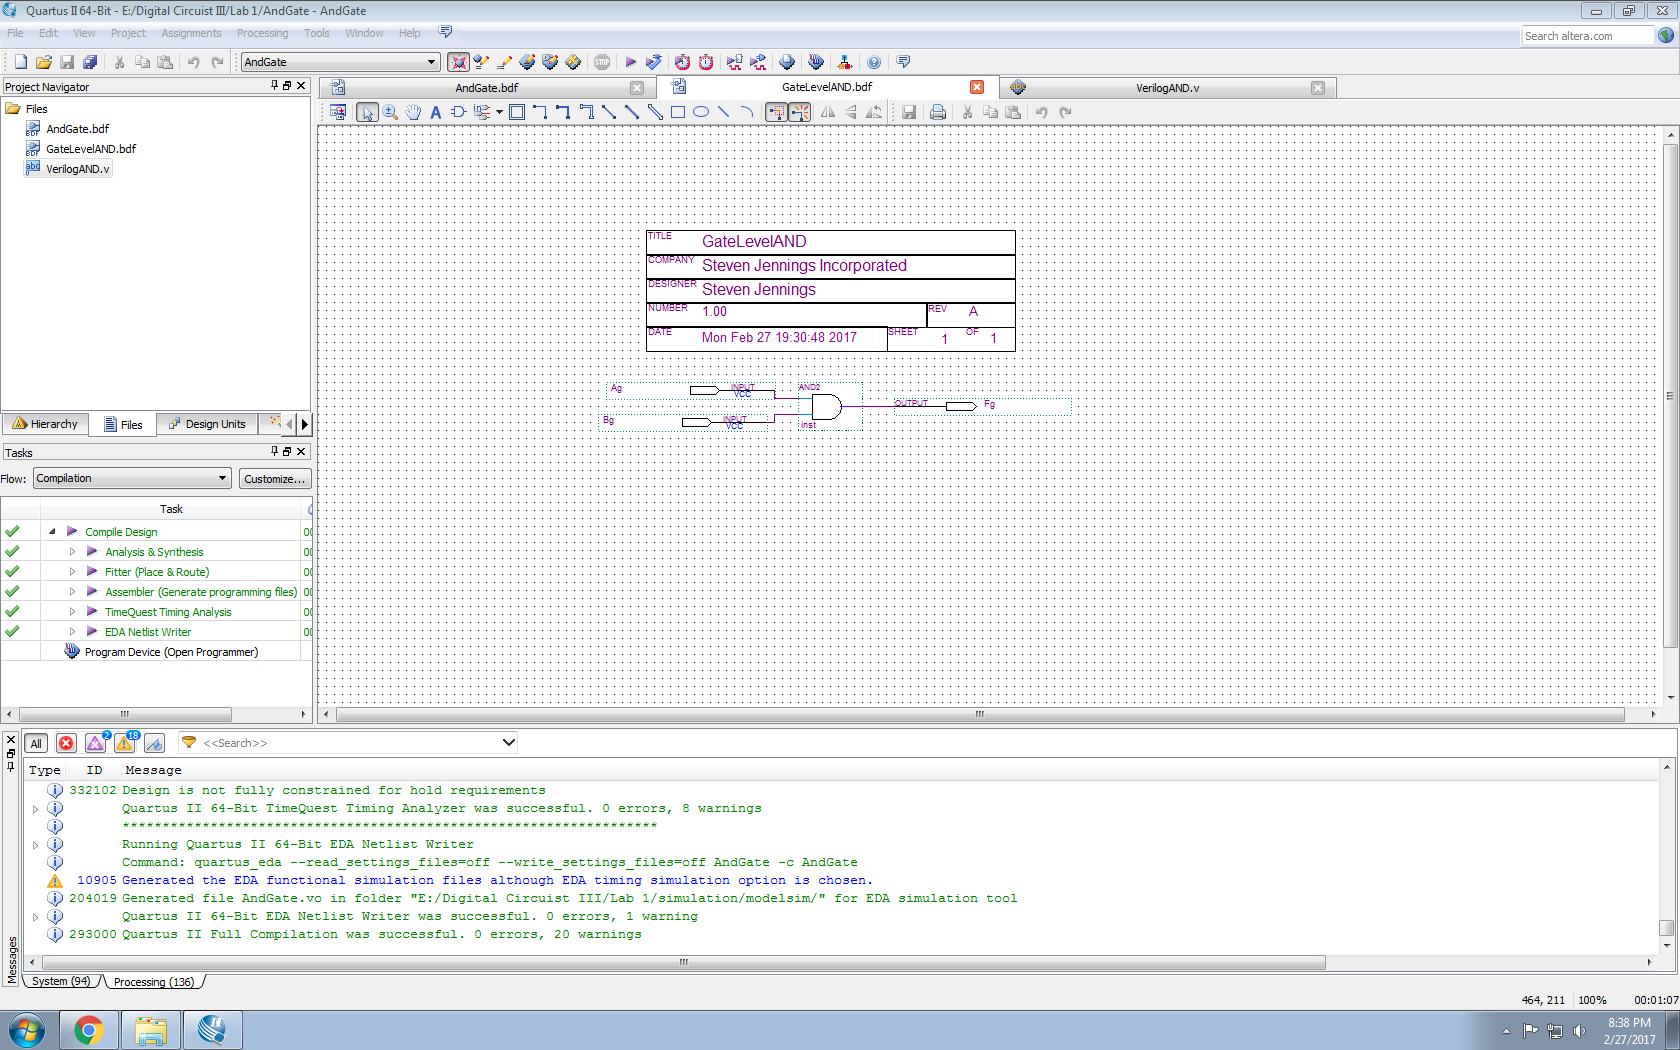 Quartus II 64-Bit - E:/Digital Circuist III/Lab 1/AndGate - AndGate
File Edit View Project Assignments Processing Tools Window Help
Search altera.com
AndGate
Project Navigator
AndGate.bdf
GateLevelAND.bdf
VerilogAND.v
Files
AndGate.bdf
GateLevelAND.bdf
VerilogAND.v
TITLE GateLevelAND
COMPANY Steven Jennings Incorporated
DESIGNER Steven Jennings
NUMBER 1.00 REV A
DATE Mon Feb 27 19:30:48 2017 SHEET 1 OF 1
Ag INPUT VCC
Bg INPUT VCC
AND2
inst
OUTPUT Fg
Hierarchy Files Design Units
Tasks
Flow: Compilation Customize...
Task
Compile Design 00
Analysis & Synthesis 00
Fitter (Place & Route) 00
Assembler (Generate programming files) 00
TimeQuest Timing Analysis 00
EDA Netlist Writer 00
Program Device (Open Programmer)
All 2 18 <<Search>>
Type ID Message
332102 Design is not fully constrained for hold requirements
Quartus II 64-Bit TimeQuest Timing Analyzer was successful. 0 errors, 8 warnings
*******************************************************************
Running Quartus II 64-Bit EDA Netlist Writer
Command: quartus_eda --read_settings_files=off --write_settings_files=off AndGate -c AndGate
10905 Generated the EDA functional simulation files although EDA timing simulation option is chosen.
204019 Generated file AndGate.vo in folder "E:/Digital Circuist III/Lab 1/simulation/modelsim/" for EDA simulation tool
Quartus II 64-Bit EDA Netlist Writer was successful. 0 errors, 1 warning
293000 Quartus II Full Compilation was successful. 0 errors, 20 warnings
Messages
System (94) Processing (136)
464, 211 100% 00:01:07
8:38 PM
2/27/2017